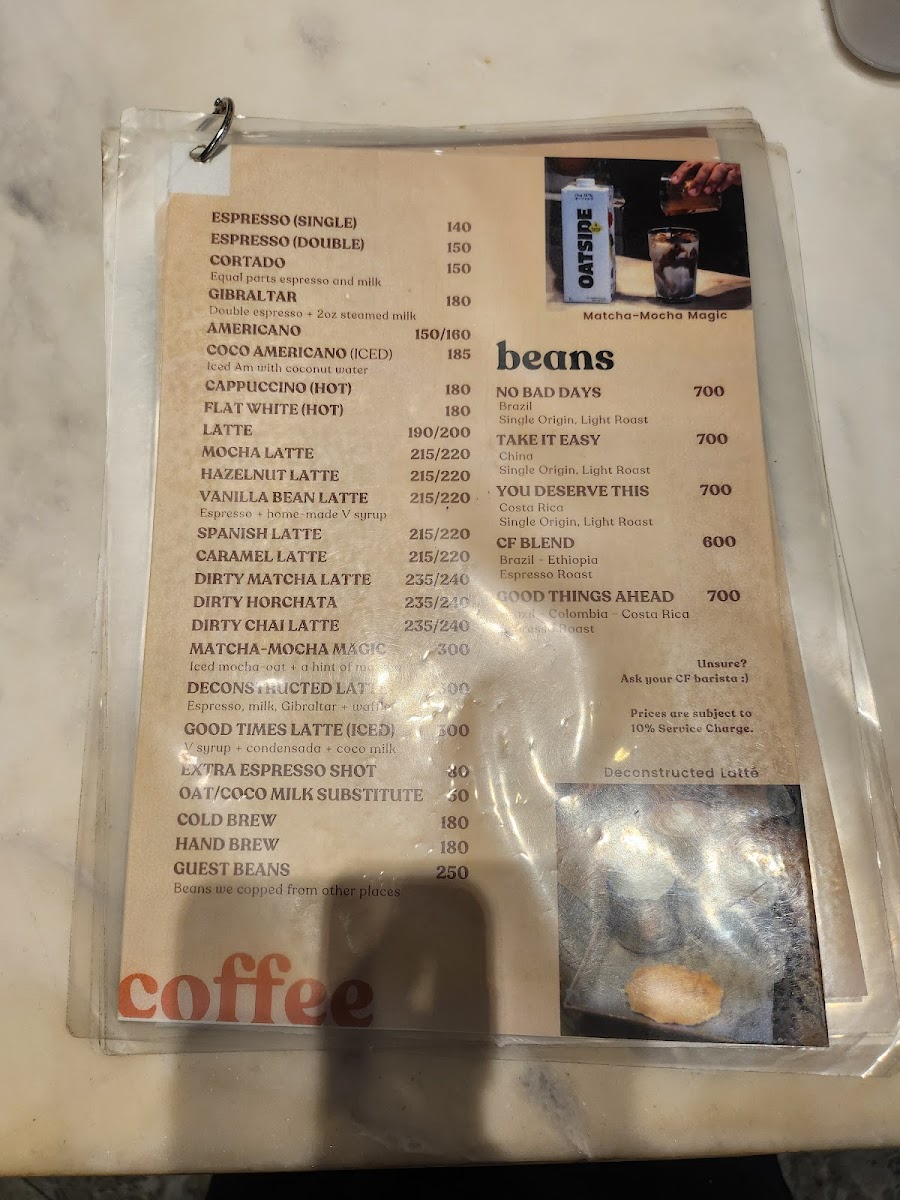 ESPRESSO (SINGLE) 140
ESPRESSO (DOUBLE) 150
CORTADO 150
Equal parts espresso and milk
GIBRALTAR 180
Double espresso + 2oz steamed milk
AMERICANO 150/160
COCO AMERICANO (ICED) 185
Iced Am with coconut water
CAPPUCCINO (HOT) 180
FLAT WHITE (HOT) 180
LATTE 190/200
MOCHA LATTE 215/220
HAZELNUT LATTE 215/220
VANILLA BEAN LATTE 215/220
Espresso + home-made V syrup
SPANISH LATTE 215/220
CARAMEL LATTE 215/220
DIRTY MATCHA LATTE 235/240
DIRTY HORCHATA 235/240
DIRTY CHAI LATTE 235/240
MATCHA-MOCHA MAGIC 300
Iced mocha-oat + a hint of
DECONSTRUCTED LATTE
Espresso, milk, Gibraltar + waffle
GOOD TIMES LATTE (ICED)
V syrup + condensada + coco milk
EXTRA ESPRESSO SHOT
OAT/COCO MILK SUBSTITUTE
COLD BREW 180
HAND BREW 180
GUEST BEANS 250
Beans we copped from other places
coffee
OATSIDE
Matcha-Mocha Magic
beans
NO BAD DAYS 700
Brazil
Single Origin, Light Roast
TAKE IT EASY 700
China
Single Origin, Light Roast
YOU DESERVE THIS 700
Costa Rica
Single Origin, Light Roast
CF BLEND 600
Brazil - Ethiopia
Espresso Roast
GOOD THINGS AHEAD 700
Brazil - Colombia - Costa Rica
Espresso Roast
Unsure?
Ask your CF barista :)
Prices are subject to
10% Service Charge.
Deconstructed Latté